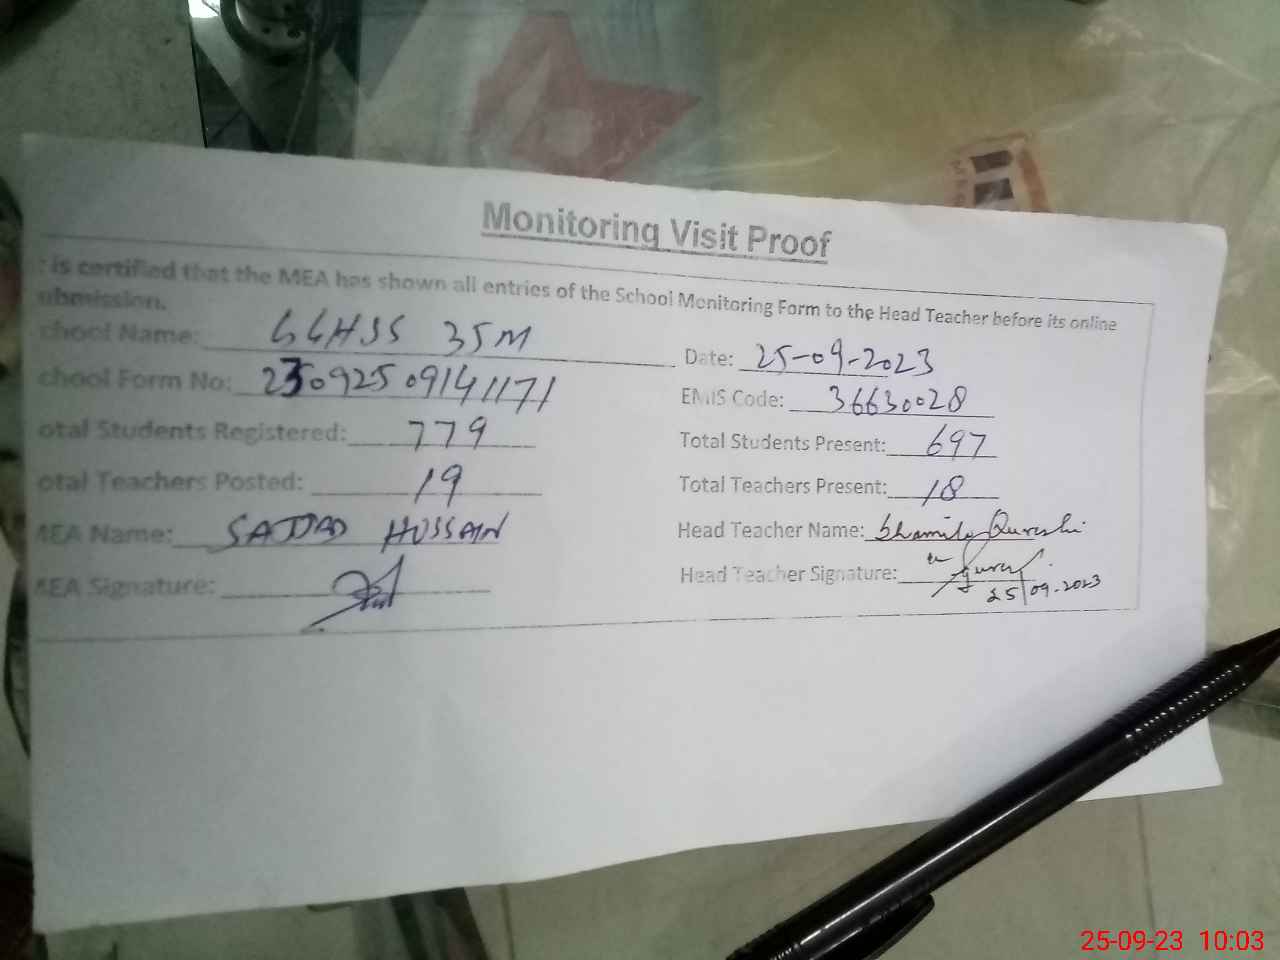 Monitoring Visit Proof
is certified that the MEA has shown all entries of the School Monitoring Form to the Head Teacher before its online
ubmission.
chool Name: GGHSS 35M Date: 25-09-2023
chool Form No: 23092509141171 EMIS Code: 36630028
otal Students Registered: 779 Total Students Present: 697
otal Teachers Posted: 19 Total Teachers Present: 18
MEA Name: SAJJAD HUSSAIN Head Teacher Name: Shamila Qureshi
MEA Signature: Head Teacher Signature:
25/09-2023
25-09-23 10:03